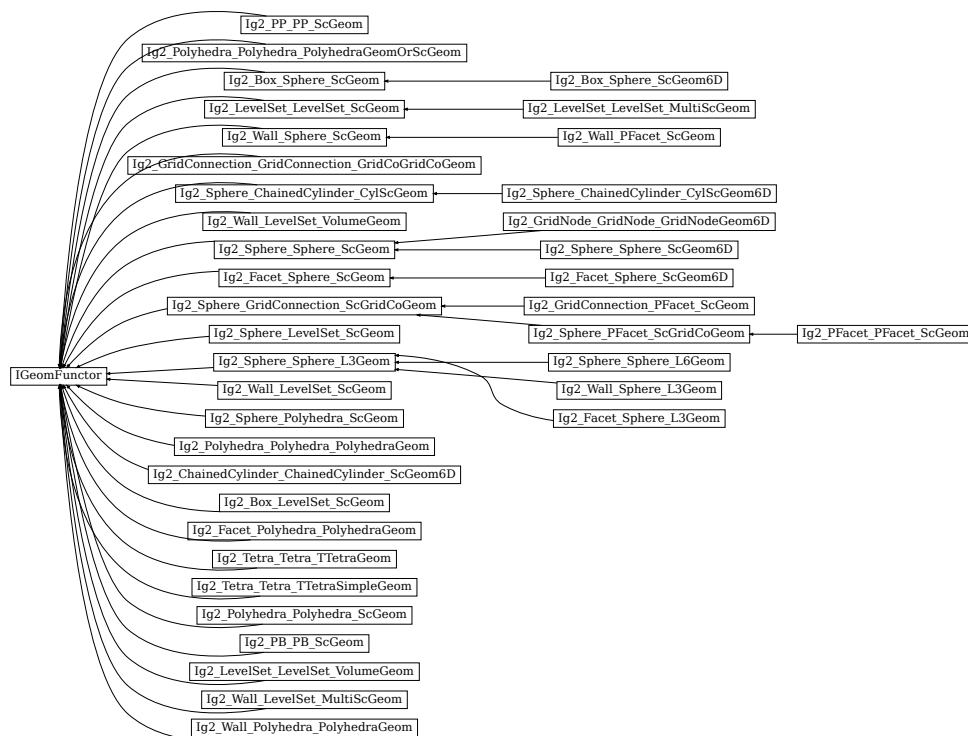 Ig2_PP_PP_ScGeom
Ig2_Polyhedra_Polyhedra_PolyhedraGeomOrScGeom
Ig2_Box_Sphere_ScGeom
Ig2_Box_Sphere_ScGeom6D
Ig2_LevelSet_LevelSet_ScGeom
Ig2_LevelSet_LevelSet_MultiScGeom
Ig2_Wall_Sphere_ScGeom
Ig2_Wall_PFacet_ScGeom
Ig2_GridConnection_GridConnection_GridCoGridCoGeom
Ig2_Sphere_ChainedCylinder_CylScGeom
Ig2_Sphere_ChainedCylinder_CylScGeom6D
Ig2_Wall_LevelSet_VolumeGeom
Ig2_GridNode_GridNode_GridNodeGeom6D
Ig2_Sphere_Sphere_ScGeom
Ig2_Sphere_Sphere_ScGeom6D
Ig2_Facet_Sphere_ScGeom
Ig2_Facet_Sphere_ScGeom6D
Ig2_Sphere_GridConnection_ScGridCoGeom
Ig2_GridConnection_PFacet_ScGeom
Ig2_Sphere_LevelSet_ScGeom
Ig2_Sphere_PFacet_ScGridCoGeom
Ig2_PFacet_PFacet_ScGeom
Ig2_Sphere_Sphere_L3Geom
Ig2_Sphere_Sphere_L6Geom
IGeomFunctor
Ig2_Wall_LevelSet_ScGeom
Ig2_Wall_Sphere_L3Geom
Ig2_Sphere_Polyhedra_ScGeom
Ig2_Facet_Sphere_L3Geom
Ig2_Polyhedra_Polyhedra_PolyhedraGeom
Ig2_ChainedCylinder_ChainedCylinder_ScGeom6D
Ig2_Box_LevelSet_ScGeom
Ig2_Facet_Polyhedra_PolyhedraGeom
Ig2_Tetra_Tetra_TTetraGeom
Ig2_Tetra_Tetra_TTetraSimpleGeom
Ig2_Polyhedra_Polyhedra_ScGeom
Ig2_PB_PB_ScGeom
Ig2_LevelSet_LevelSet_VolumeGeom
Ig2_Wall_LevelSet_MultiScGeom
Ig2_Wall_Polyhedra_PolyhedraGeom